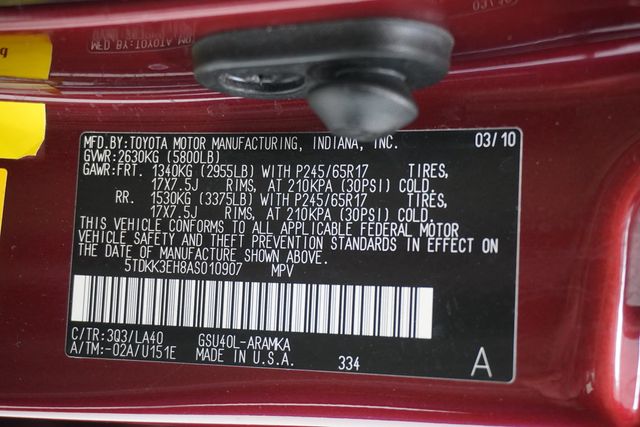 03/10
MFD.BY:TOYOTA MOTOR MANUFACTURING, INDIANA, INC. 03/10
GVWR:2630KG (5800LB)
GAWR:FRT. 1340KG (2955LB) WITH P245/65R17 TIRES,
17X7.5J RIMS, AT 210KPA (30PSI) COLD.
RR. 1530KG (3375LB) WITH P245/65R17 TIRES,
17X7.5J RIMS, AT 210KPA (30PSI) COLD.
THIS VEHICLE CONFORMS TO ALL APPLICABLE FEDERAL MOTOR
VEHICLE SAFETY AND THEFT PREVENTION STANDARDS IN EFFECT ON
THE DATE OF MANUFACTURE SHOWN ABOVE.
5TDKK3EH8AS010907 MPV
C/TR:3Q3/LA40 GSU40L-ARAMKA
A/TM:-02A/U151E MADE IN U.S.A. 334 A